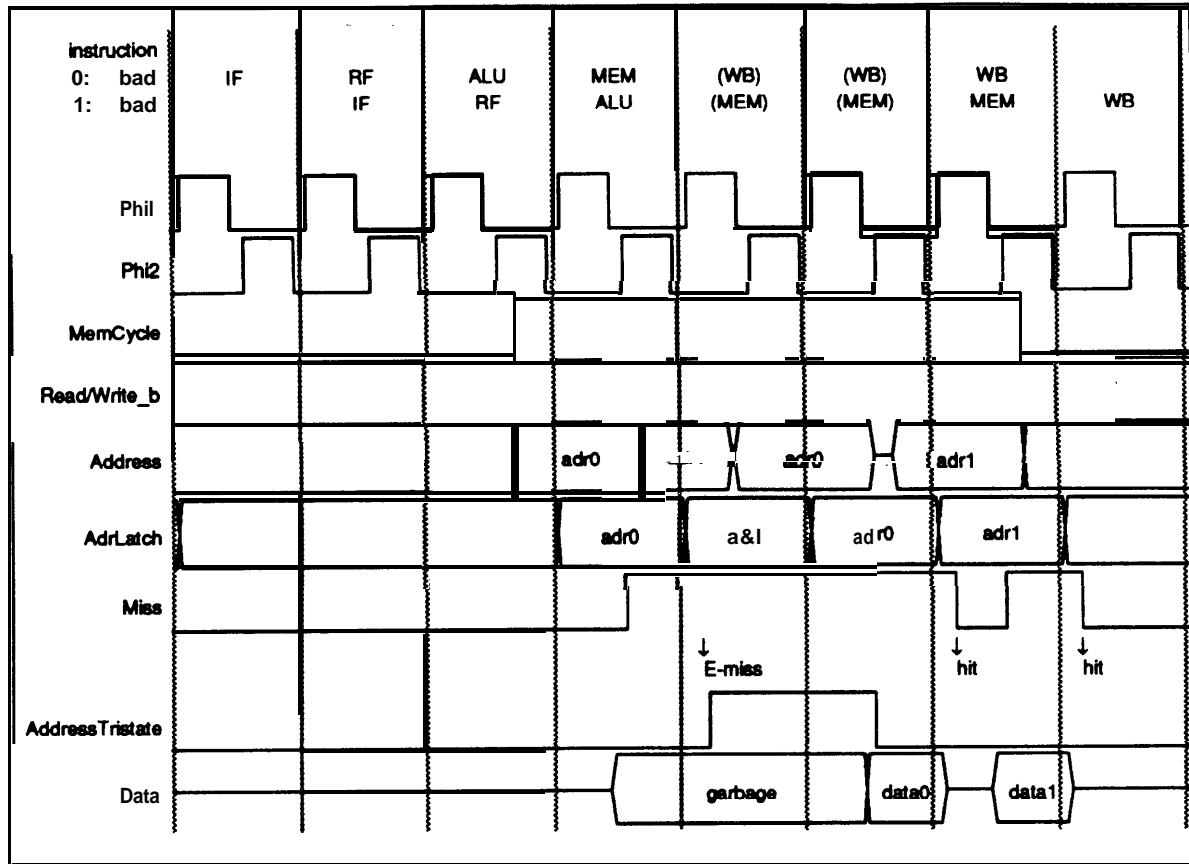 instruction
0: bad IF RF ALU MEM (WB) (WB) WB
1: bad IF RF ALU (MEM) (MEM) MEM WB
Phil
Phi2
MemCycle
Read/Write_b
Address adr0 adr0 adr1
AdrLatch adr0 a&l adr0 adr1
Miss
↓ ↓ ↓
E-miss hit hit
AddressTristate
Data garbage data0 data1